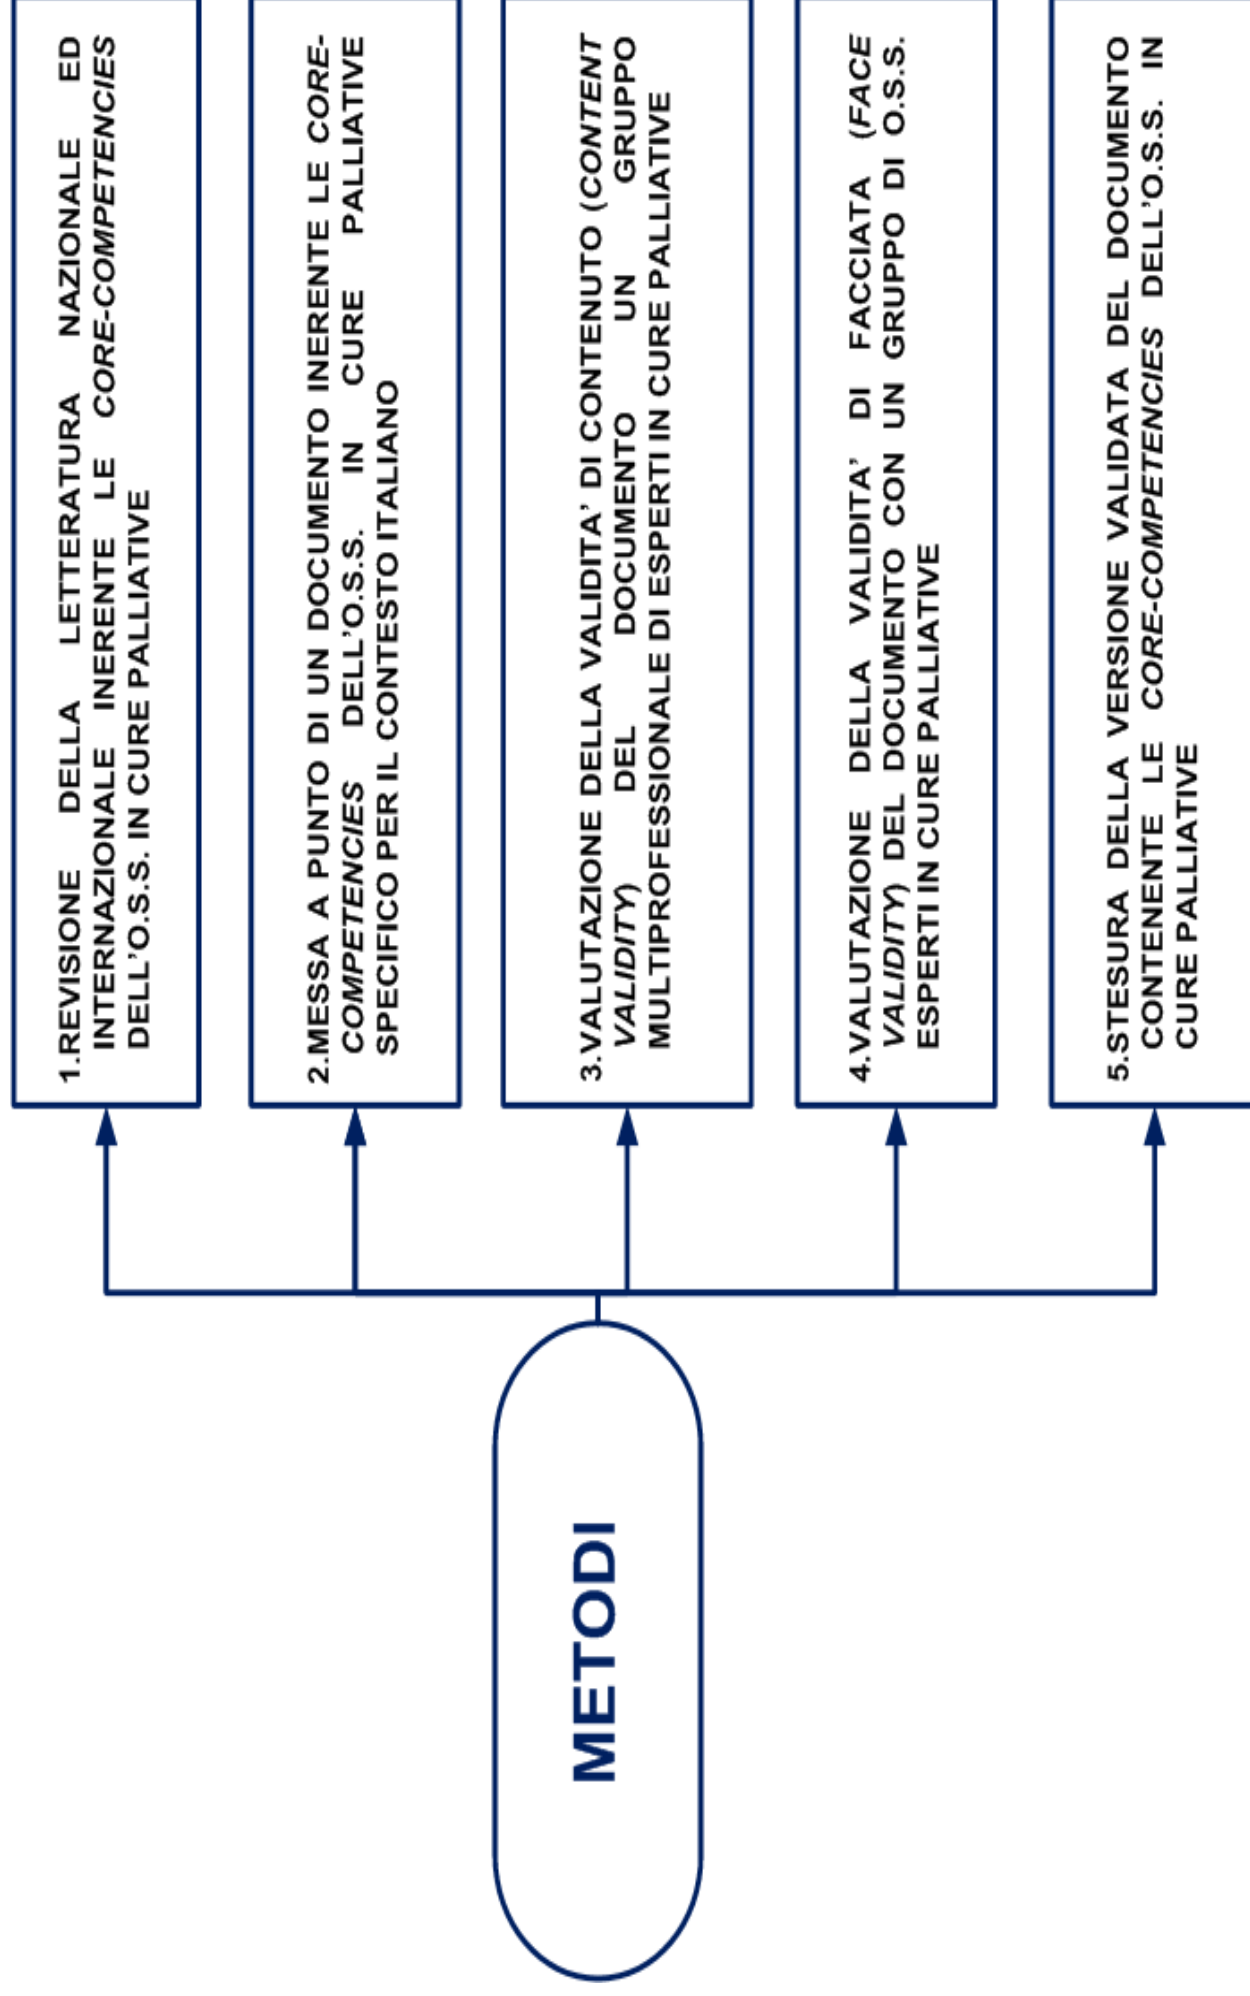 METODI
1.REVISIONE DELLA LETTERATURA NAZIONALE ED
INTERNAZIONALE INERENTE LE CORE-COMPETENCIES
DELL'O.S.S. IN CURE PALLIATIVE
2.MESSA A PUNTO DI UN DOCUMENTO INERENTE LE CORE-
COMPETENCIES DELL'O.S.S. IN CURE PALLIATIVE
SPECIFICO PER IL CONTESTO ITALIANO
3.VALUTAZIONE DELLA VALIDITA' DI CONTENUTO (CONTENT
VALIDITY) DEL DOCUMENTO UN GRUPPO
MULTIPROFESSIONALE DI ESPERTI IN CURE PALLIATIVE
4.VALUTAZIONE DELLA VALIDITA' DI FACCIATA (FACE
VALIDITY) DEL DOCUMENTO CON UN GRUPPO DI O.S.S.
ESPERTI IN CURE PALLIATIVE
5.STESURA DELLA VERSIONE VALIDATA DEL DOCUMENTO
CONTENENTE LE CORE-COMPETENCIES DELL'O.S.S. IN
CURE PALLIATIVE